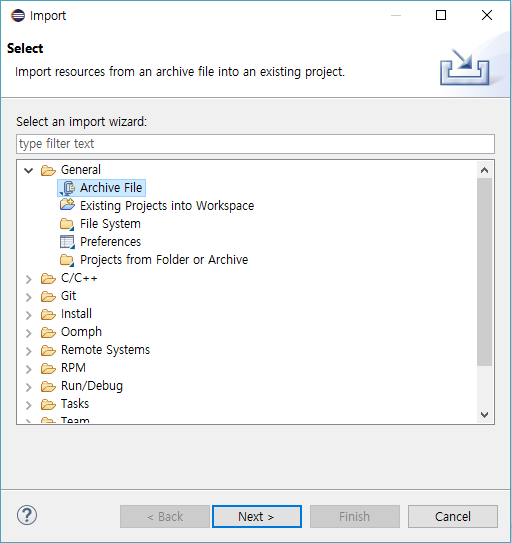 Import
Select
Import resources from an archive file into an existing project.
Select an import wizard:
type filter text
General
Archive File
Existing Projects into Workspace
File System
Preferences
Projects from Folder or Archive
C/C++
Git
Install
Oomph
Remote Systems
RPM
Run/Debug
Tasks
Team
?
< Back
Next >
Finish
Cancel